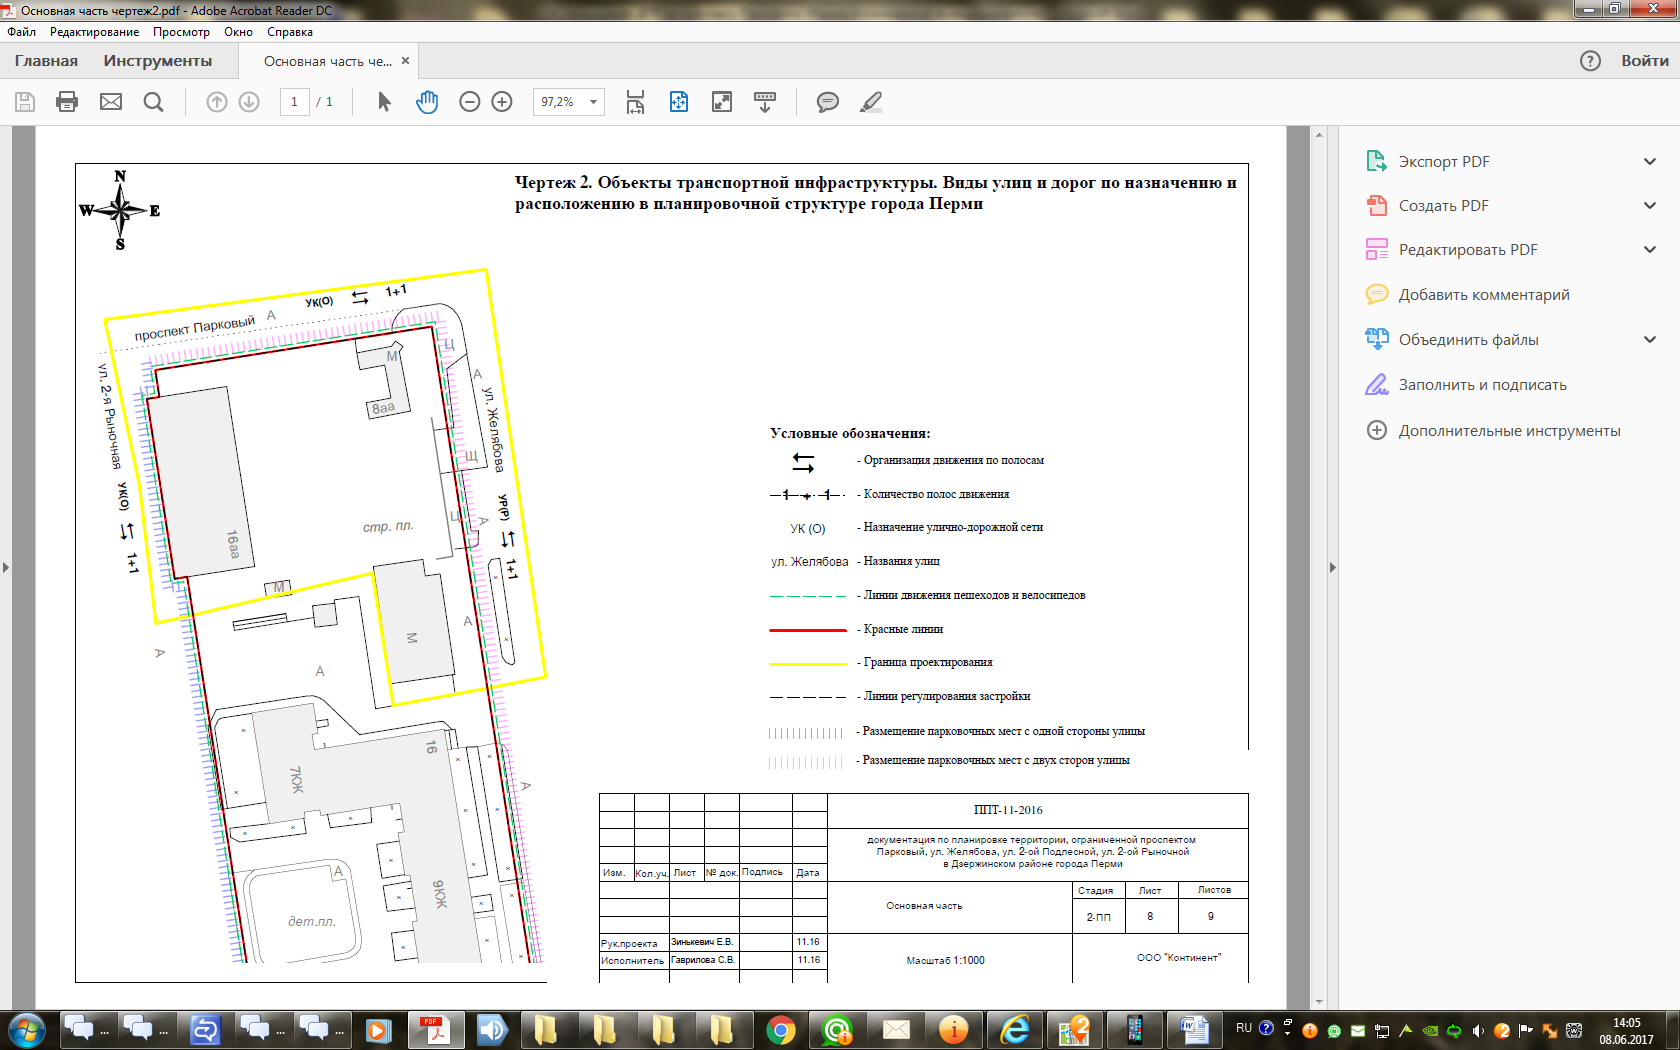 Основная часть чертеж2.pdf - Adobe Acrobat Reader DC
Файл Редактирование Просмотр Окно Справка
Главная Инструменты Основная часть че... × Войти
1 / 1 97,2%
Экспорт PDF
Создать PDF
Редактировать PDF
Добавить комментарий
Объединить файлы
Заполнить и подписать
Дополнительные инструменты
N
W E
S
Чертеж 2. Объекты транспортной инфраструктуры. Виды улиц и дорог по назначению и
расположению в планировочной структуре города Перми
УК(О) 1+1
проспект Парковый А
ул. 2-я Рыночная
УК(О) 1+1
М
8аа
Ц
А
ул. Желябова
Щ
УР(Р) 1+1
Ц А
стр. пл.
16аа
М
М
А
А
А
16
7КЖ
А
А
9КЖ
дет.пл.
Условные обозначения:
- Организация движения по полосам
1 + 1 - Количество полос движения
УК (О) - Назначение улично-дорожной сети
ул. Желябова - Названия улиц
- Линии движения пешеходов и велосипедов
- Красные линии
- Граница проектирования
- Линии регулирования застройки
- Размещение парковочных мест с одной стороны улицы
- Размещение парковочных мест с двух сторон улицы
ППТ-11-2016
документация по планировке территории, ограниченной проспектом
Парковый, ул. Желябова, ул. 2-ой Подлесной, ул. 2-ой Рыночной
в Дзержинском районе города Перми
Изм. Кол.уч. Лист № док. Подпись Дата
Основная часть
Стадия Лист Листов
2-ПП 8 9
Рук.проекта Зинькевич Е.В. 11.16
Исполнитель Гаврилова С.В. 11.16
Масштаб 1:1000
ООО "Континент"
... ... ... ...
RU
14:05
08.06.2017